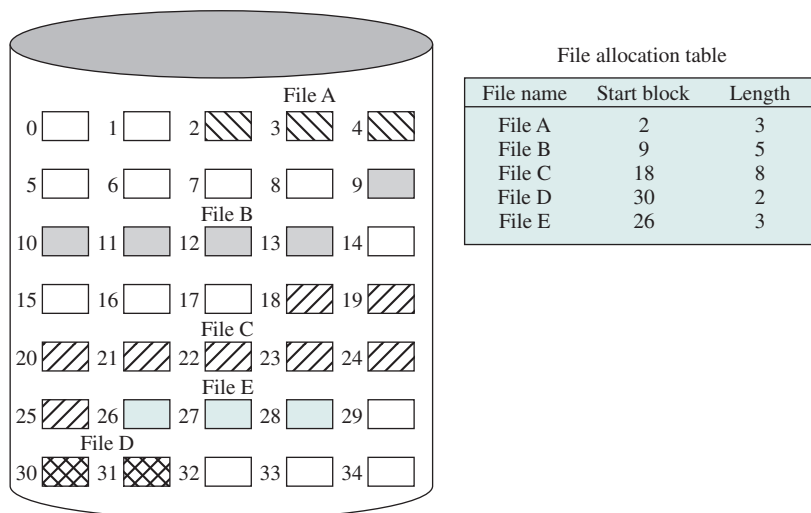 File allocation table
File name Start block Length
File A 2 3
File B 9 5
File C 18 8
File D 30 2
File E 26 3
File A
0 1 2 3 4
5 6 7 8 9
File B
10 11 12 13 14
15 16 17 18 19
File C
20 21 22 23 24
File E
25 26 27 28 29
File D
30 31 32 33 34